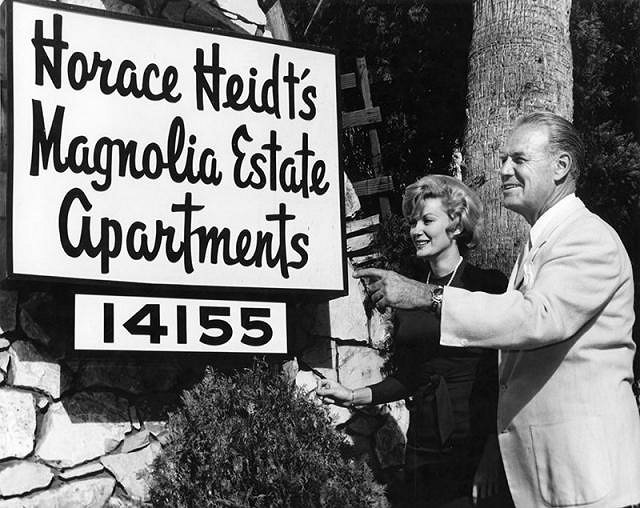 Horace Heidt's
Magnolia Estate
Apartments
14155